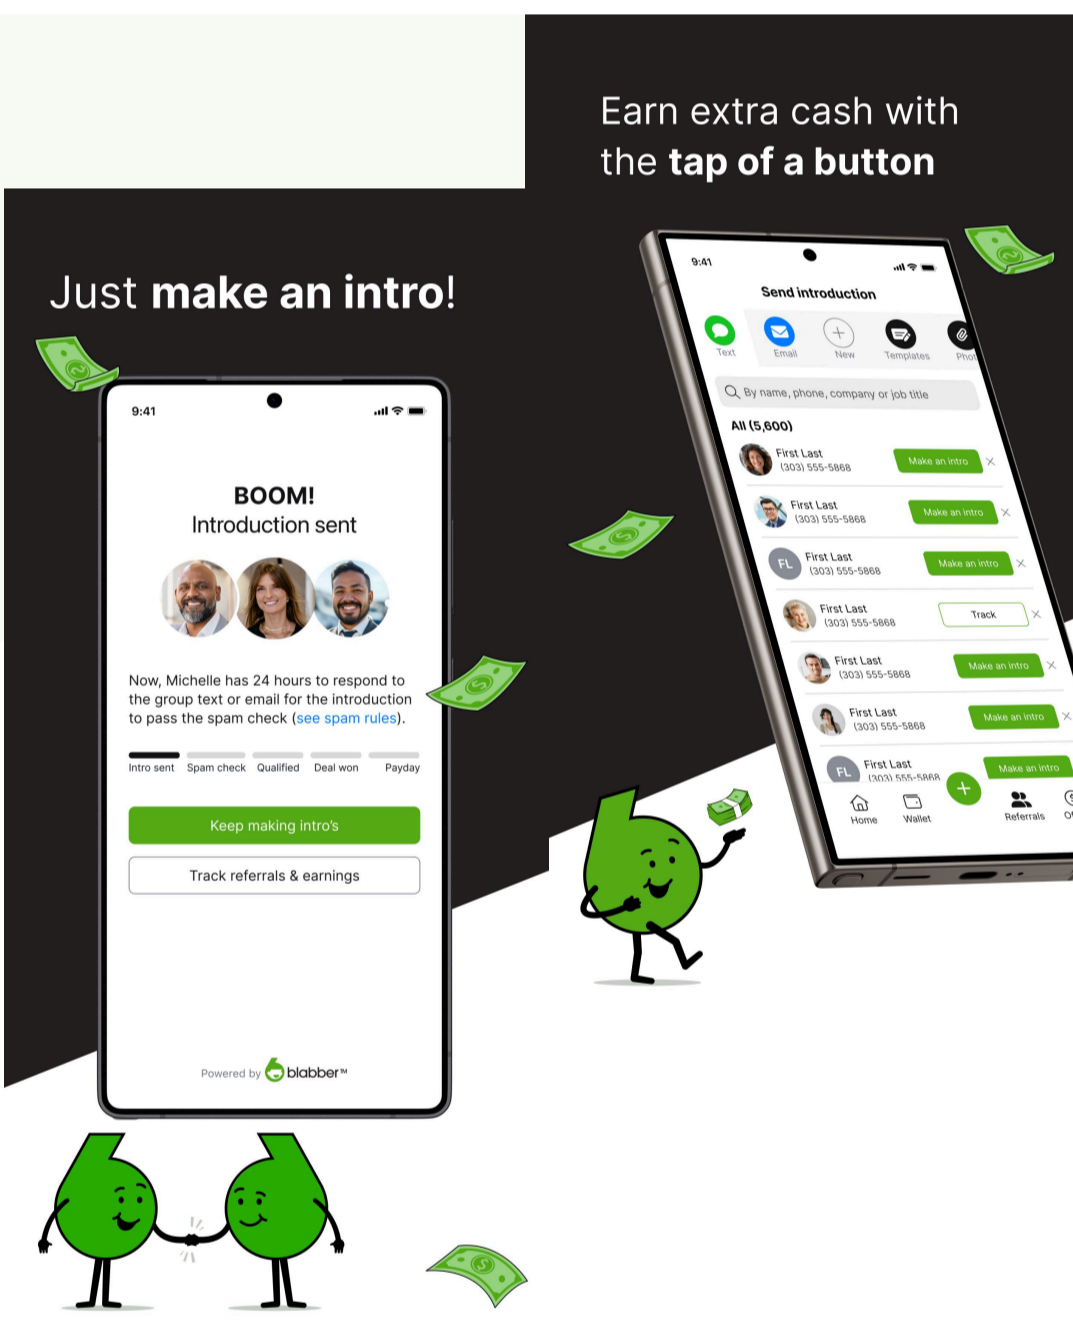 Just make an intro!
9:41
BOOM!
Introduction sent
Now, Michelle has 24 hours to respond to
the group text or email for the introduction
to pass the spam check (see spam rules).
Intro sent Spam check Qualified Deal won Payday
Keep making intro's
Track referrals & earnings
Powered by blabber™
Earn extra cash with
the tap of a button
9:41
Send introduction
Text Email New Templates Phot
By name, phone, company or job title
All (5,600)
First Last
(303) 555-5868
Make an intro
First Last
(303) 555-5868
Make an intro
FL
First Last
(303) 555-5868
Make an intro
First Last
(303) 555-5868
Track
First Last
(303) 555-5868
Make an intro
First Last
(303) 555-5868
Make an intro
FL
First Last
(303) 555-5868
Make an intro
Home Wallet Referrals